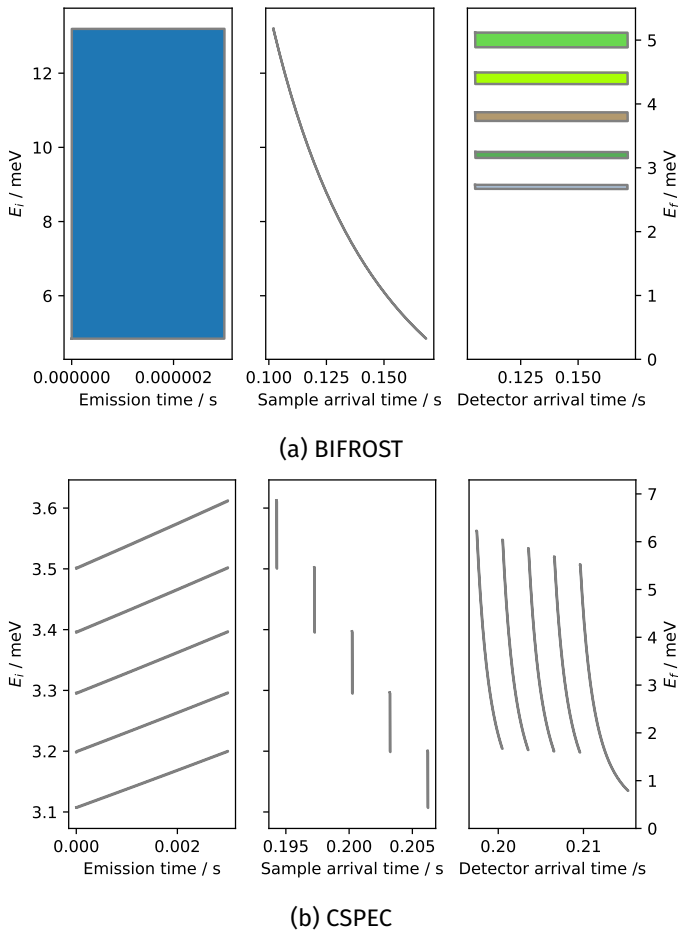 12
10
8
6
E_i / meV
0.000000 0.000002
Emission time / s
0.100 0.125 0.150
Sample arrival time / s
0.125 0.150
Detector arrival time /s
5
4
3
2
1
0
E_f / meV
(a) BIFROST
3.6
3.5
3.4
3.3
3.2
3.1
E_i / meV
0.000 0.002
Emission time / s
0.195 0.200 0.205
Sample arrival time / s
0.20 0.21
Detector arrival time /s
7
6
5
4
3
2
1
0
E_f / meV
(b) CSPEC